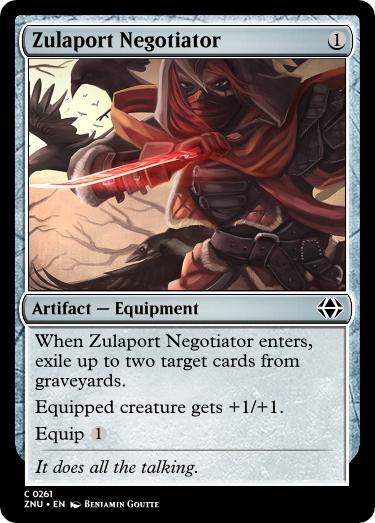 Zulaport Negotiator 1
Artifact — Equipment
When Zulaport Negotiator enters,
exile up to two target cards from
graveyards.
Equipped creature gets +1/+1.
Equip 1
It does all the talking.
C 0261
ZNU • EN Benjamin Goutte